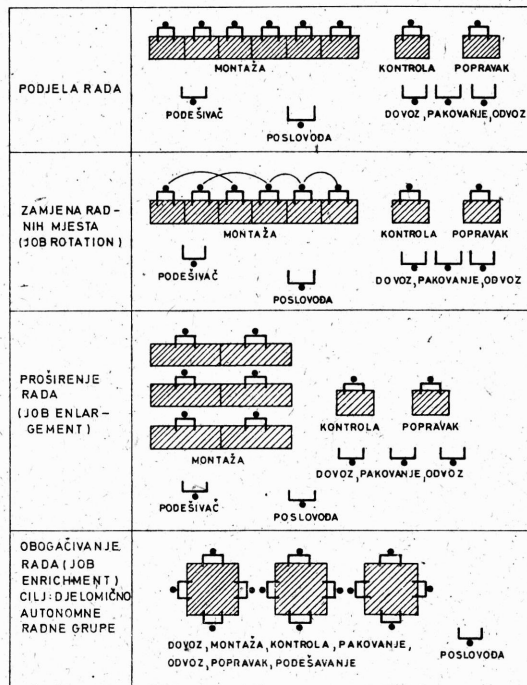 PODJELA RADA
MONTAŽA
KONTROLA
POPRAVAK
PODEŠIVAČ
POSLOVOĐA
DOVOZ, PAKOVANJE, ODVOZ
ZAMJENA RAD-
NIH MJESTA
(JOB ROTATION)
MONTAŽA
KONTROLA
POPRAVAK
PODEŠIVAČ
POSLOVOĐA
DOVOZ, PAKOVANJE, ODVOZ
PROŠIRENJE
RADA
(JOB ENLAR-
GEMENT)
MONTAŽA
KONTROLA
POPRAVAK
DOVOZ, PAKOVANJE, ODVOZ
PODEŠIVAČ
POSLOVOĐA
OBOGAĆIVANJE
RADA (JOB
ENRICHMENT)
CILJ: DJELOMIČNO
AUTONOMNE
RADNE GRUPE
DOVOZ, MONTAŽA, KONTROLA, PAKOVANJE,
ODVOZ, POPRAVAK, PODEŠAVANJE
POSLOVOĐA